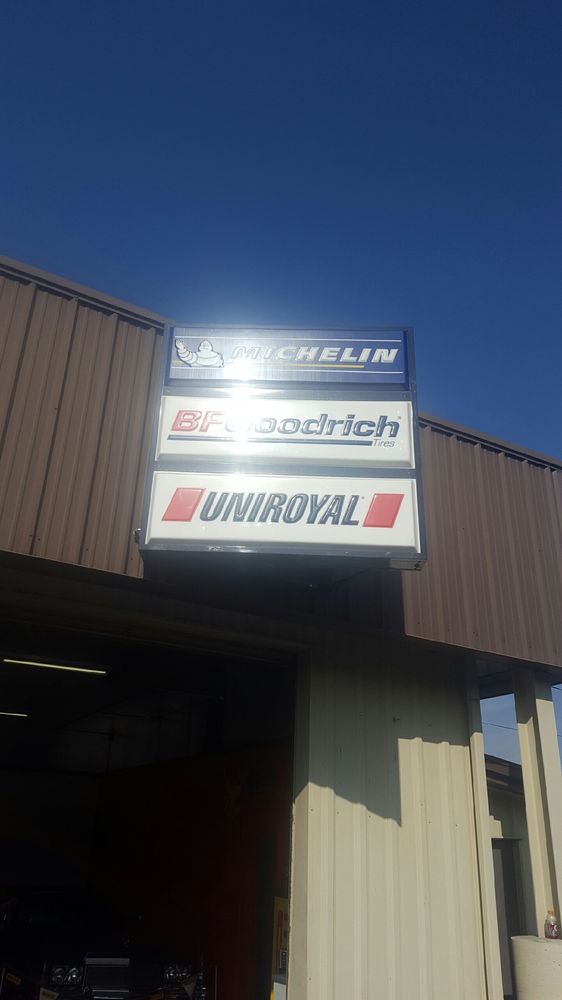 MICHELIN
BFGoodrich
Tires
UNIROYAL